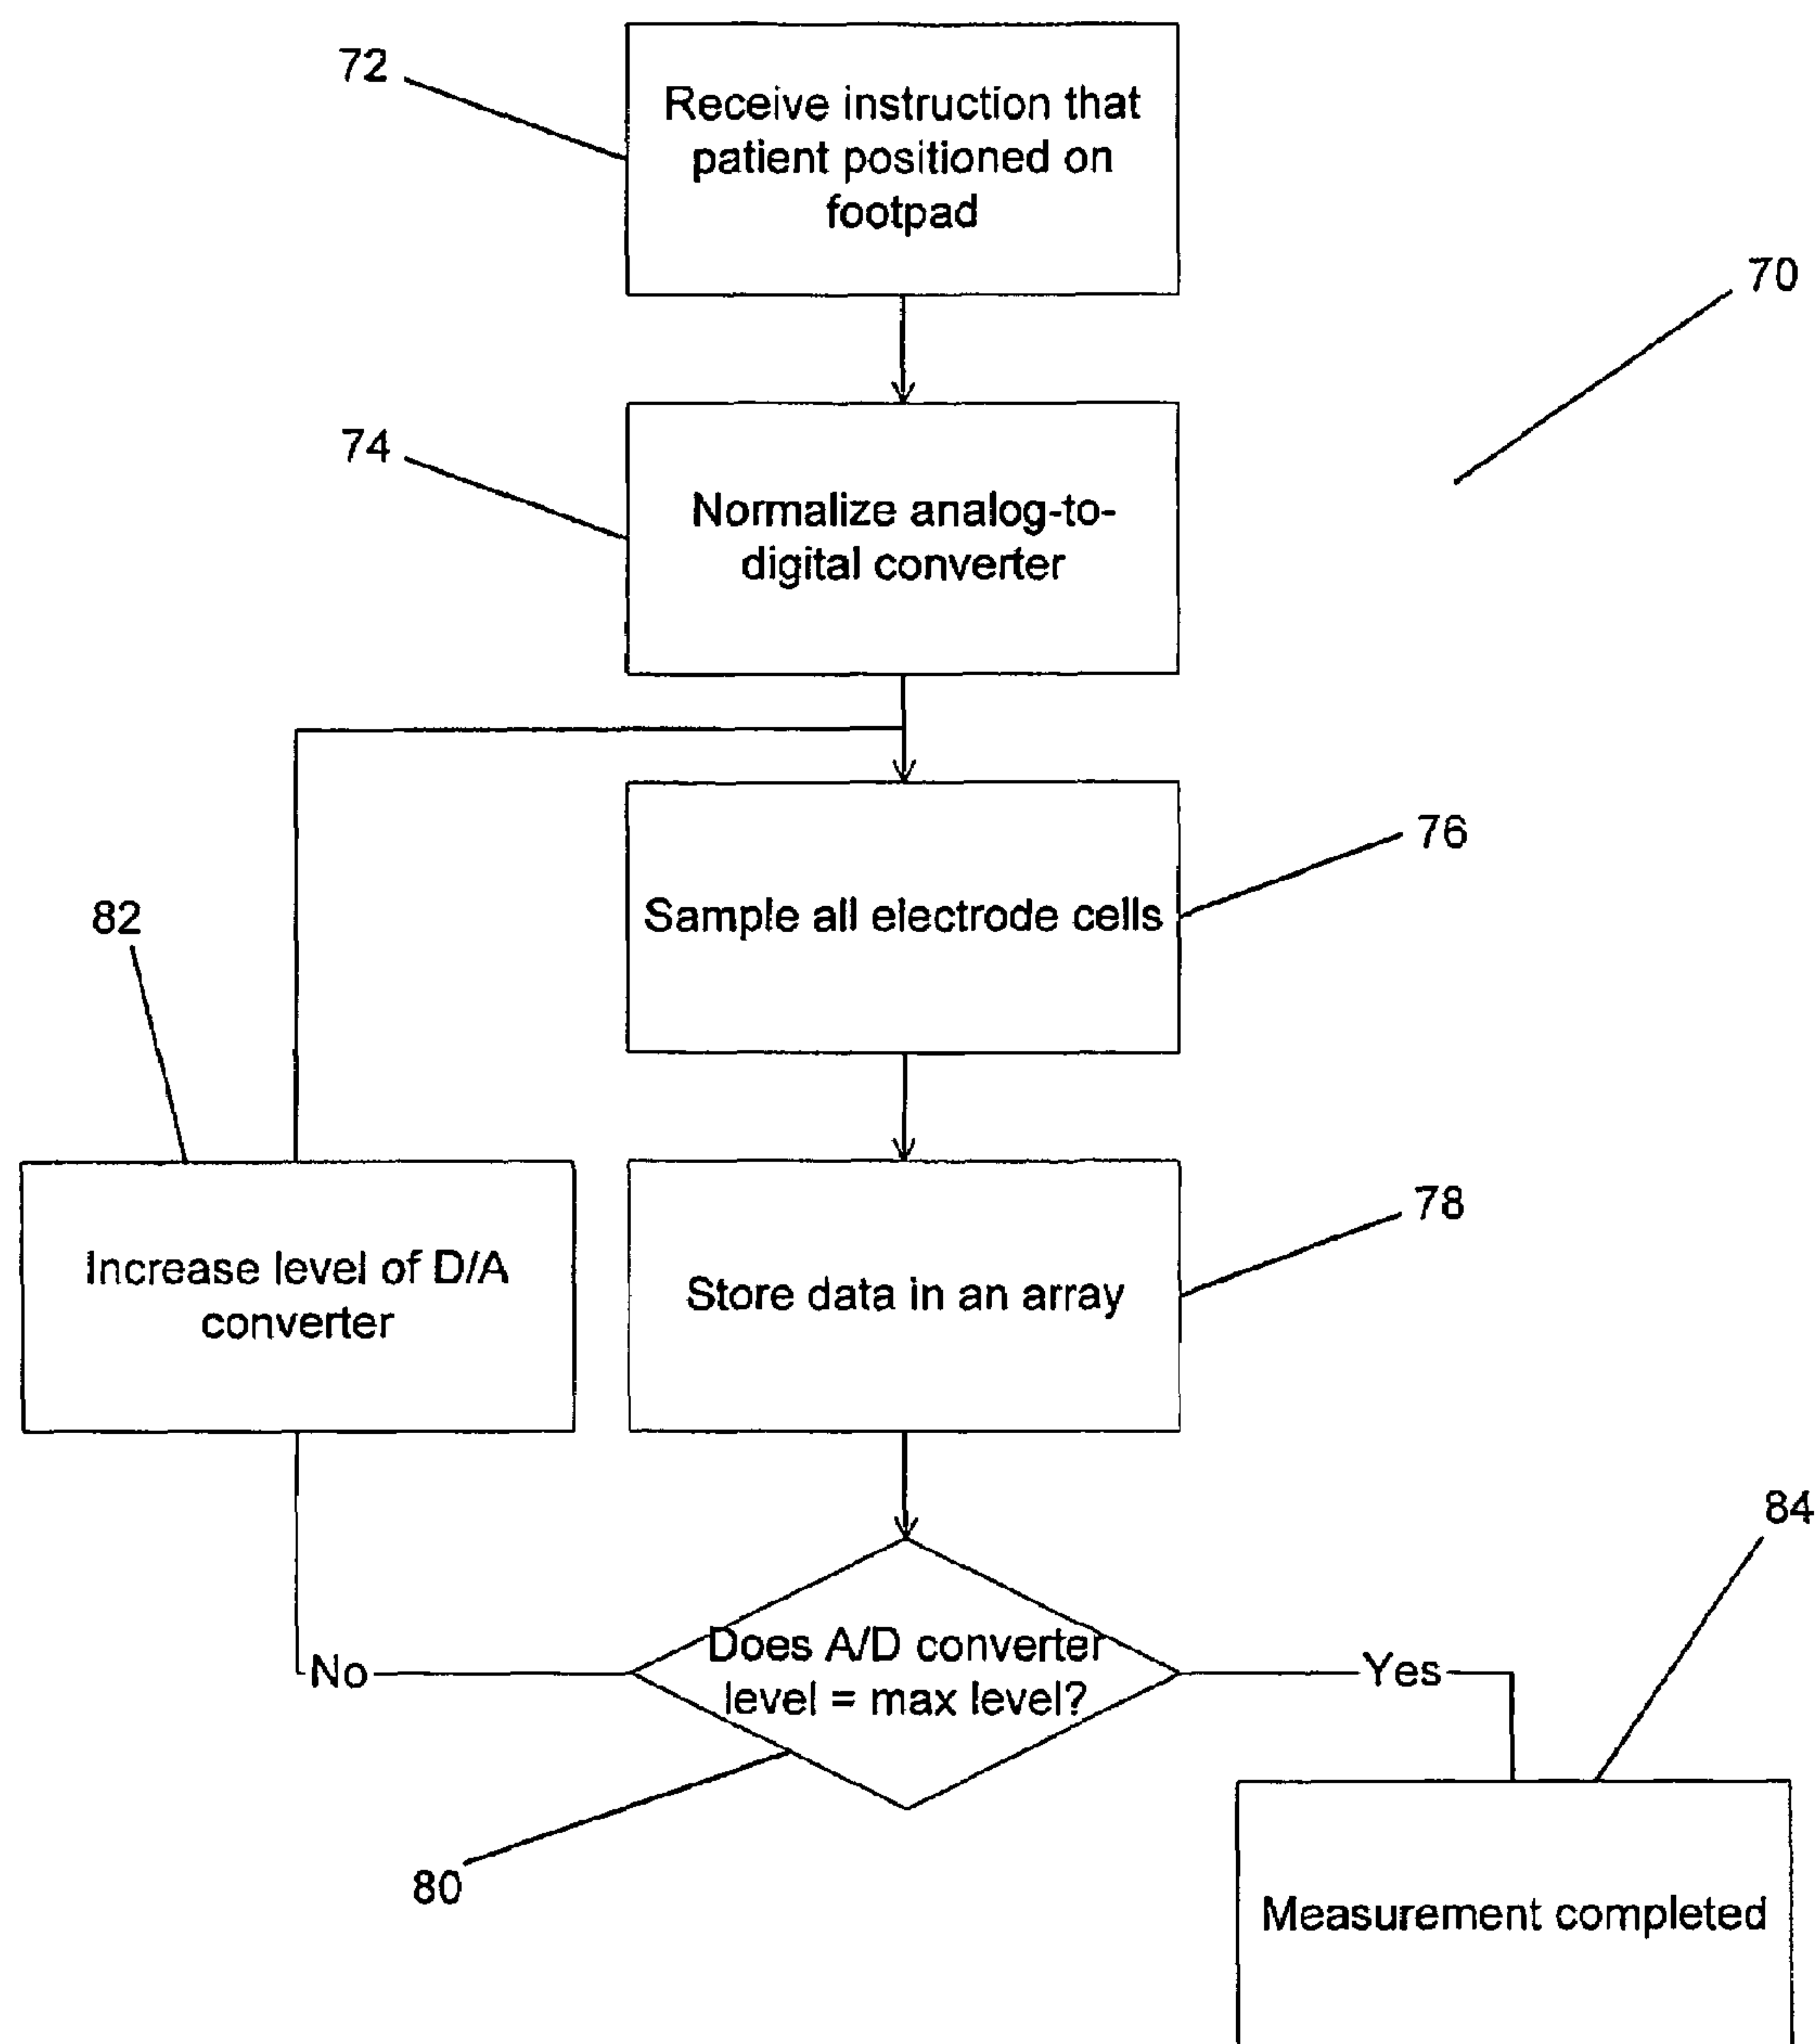 72
Receive instruction that
patient positioned on
footpad
70
74
Normalize analog-to-
digital converter
76
Sample all electrode cells
82
78
Increase level of D/A
converter
Store data in an array
84
Does A/D converter
level = max level?
No
Yes
80
Measurement completed